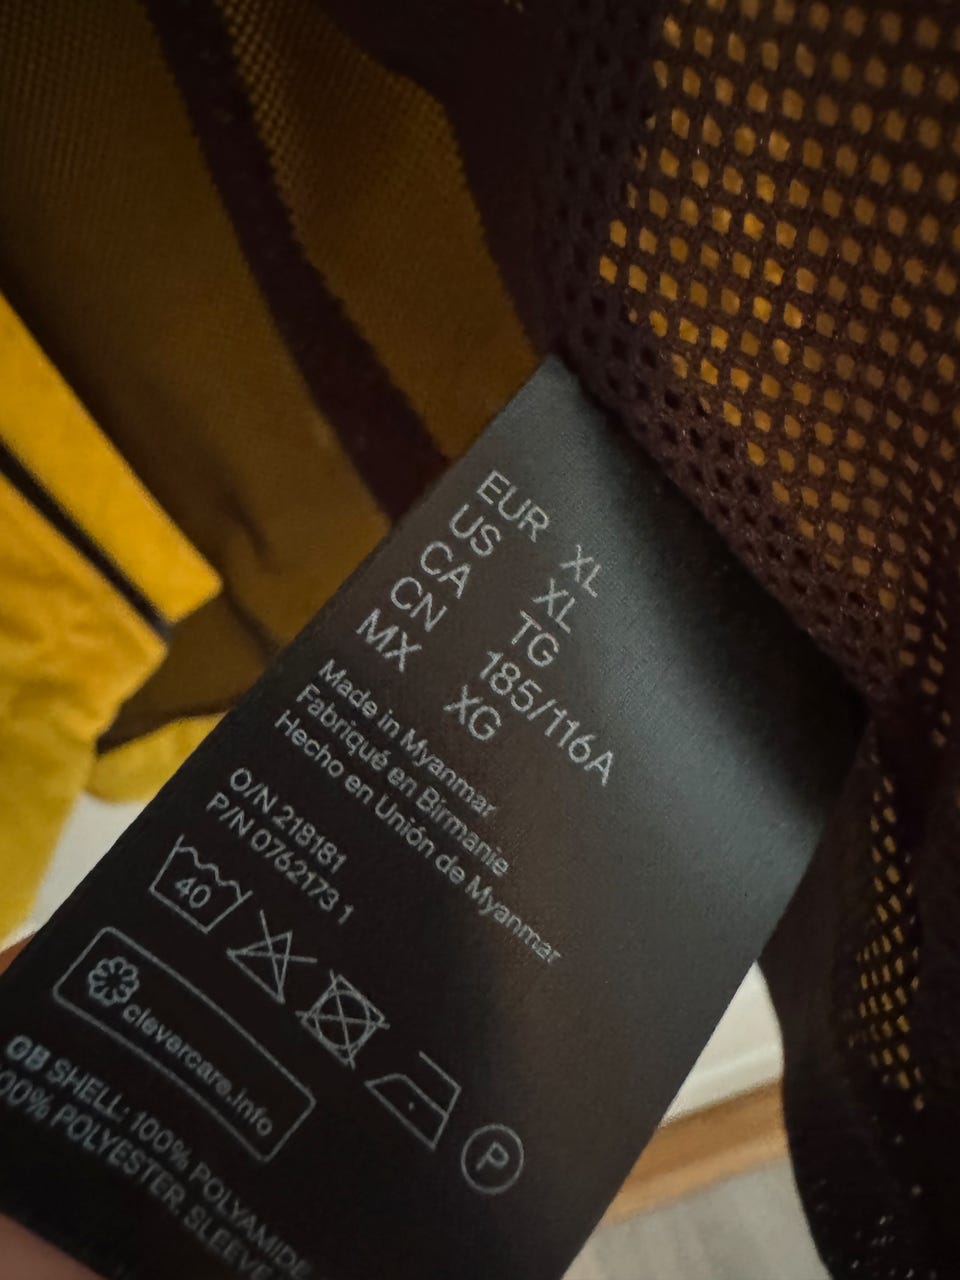 EUR XL
US XL
CA TG
CN 185/116A
MX XG
Made in Myanmar
Fabriqué en Birmanie
Hecho en Unión de Myanmar
O/N 218181
P/N 0762173 1
40
P
clevercare.info
GB SHELL: 100% POLYAMIDE
POLYESTER, SLEEVE